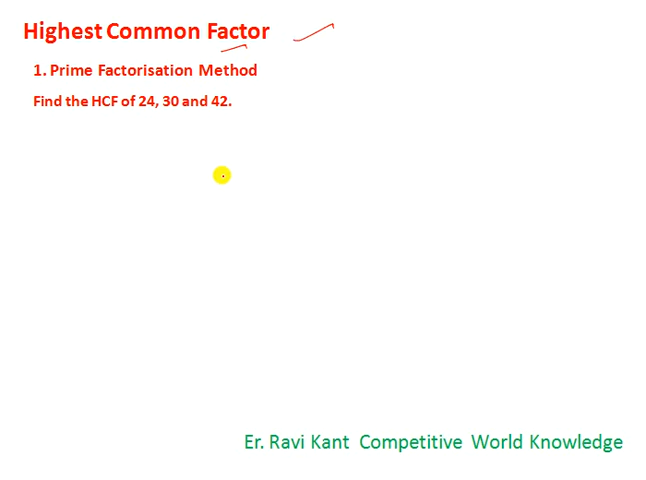 Highest Common Factor
1. Prime Factorisation Method
Find the HCF of 24, 30 and 42.
Er. Ravi Kant Competitive World Knowledge